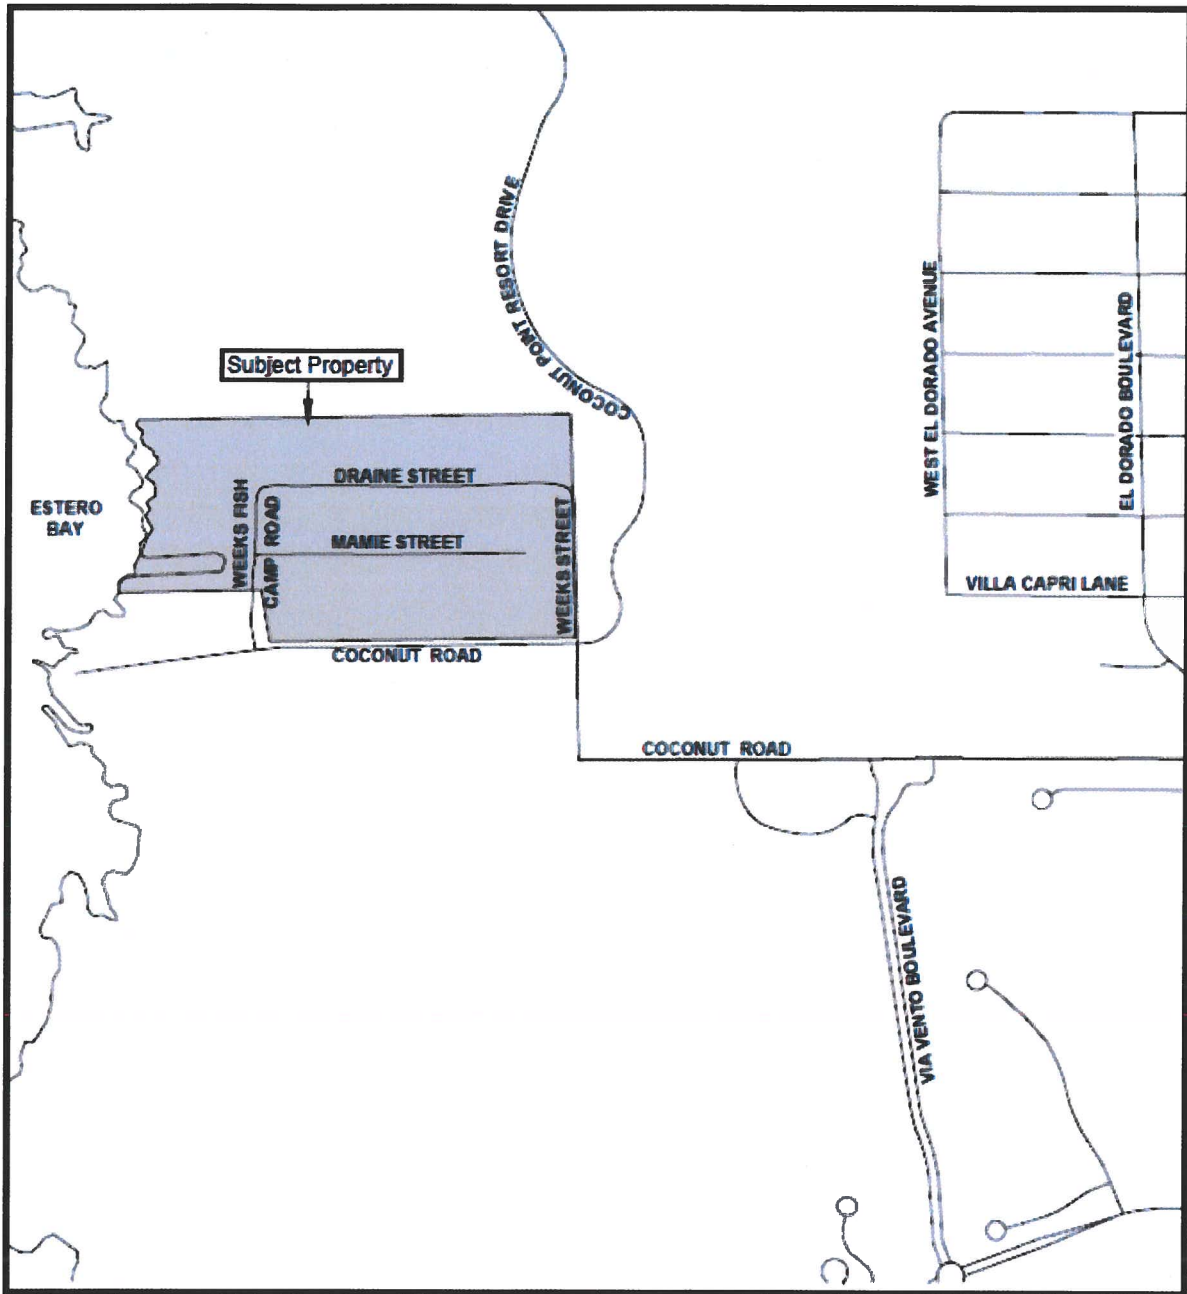 COCONUT POINT RESORT DRIVE
WEST EL DORADO AVENUE
EL DORADO BOULEVARD
Subject Property
ESTERO
BAY
DRAINE STREET
WEEKS FISH
CAMP ROAD
MAMIE STREET
WEEKS STREET
VILLA CAPRI LANE
COCONUT ROAD
COCONUT ROAD
VIA VENTO BOULEVARD